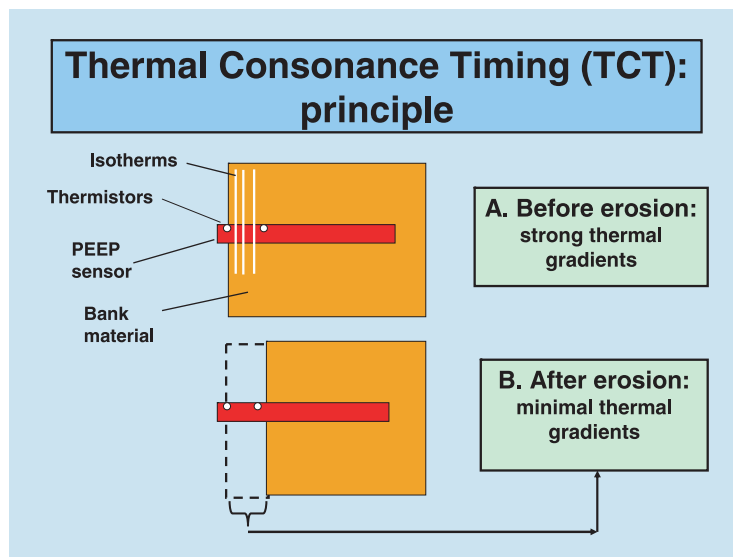 Thermal Consonance Timing (TCT):
principle
Isotherms
Thermistors
PEEP
sensor
Bank
material
A. Before erosion:
strong thermal
gradients
B. After erosion:
minimal thermal
gradients